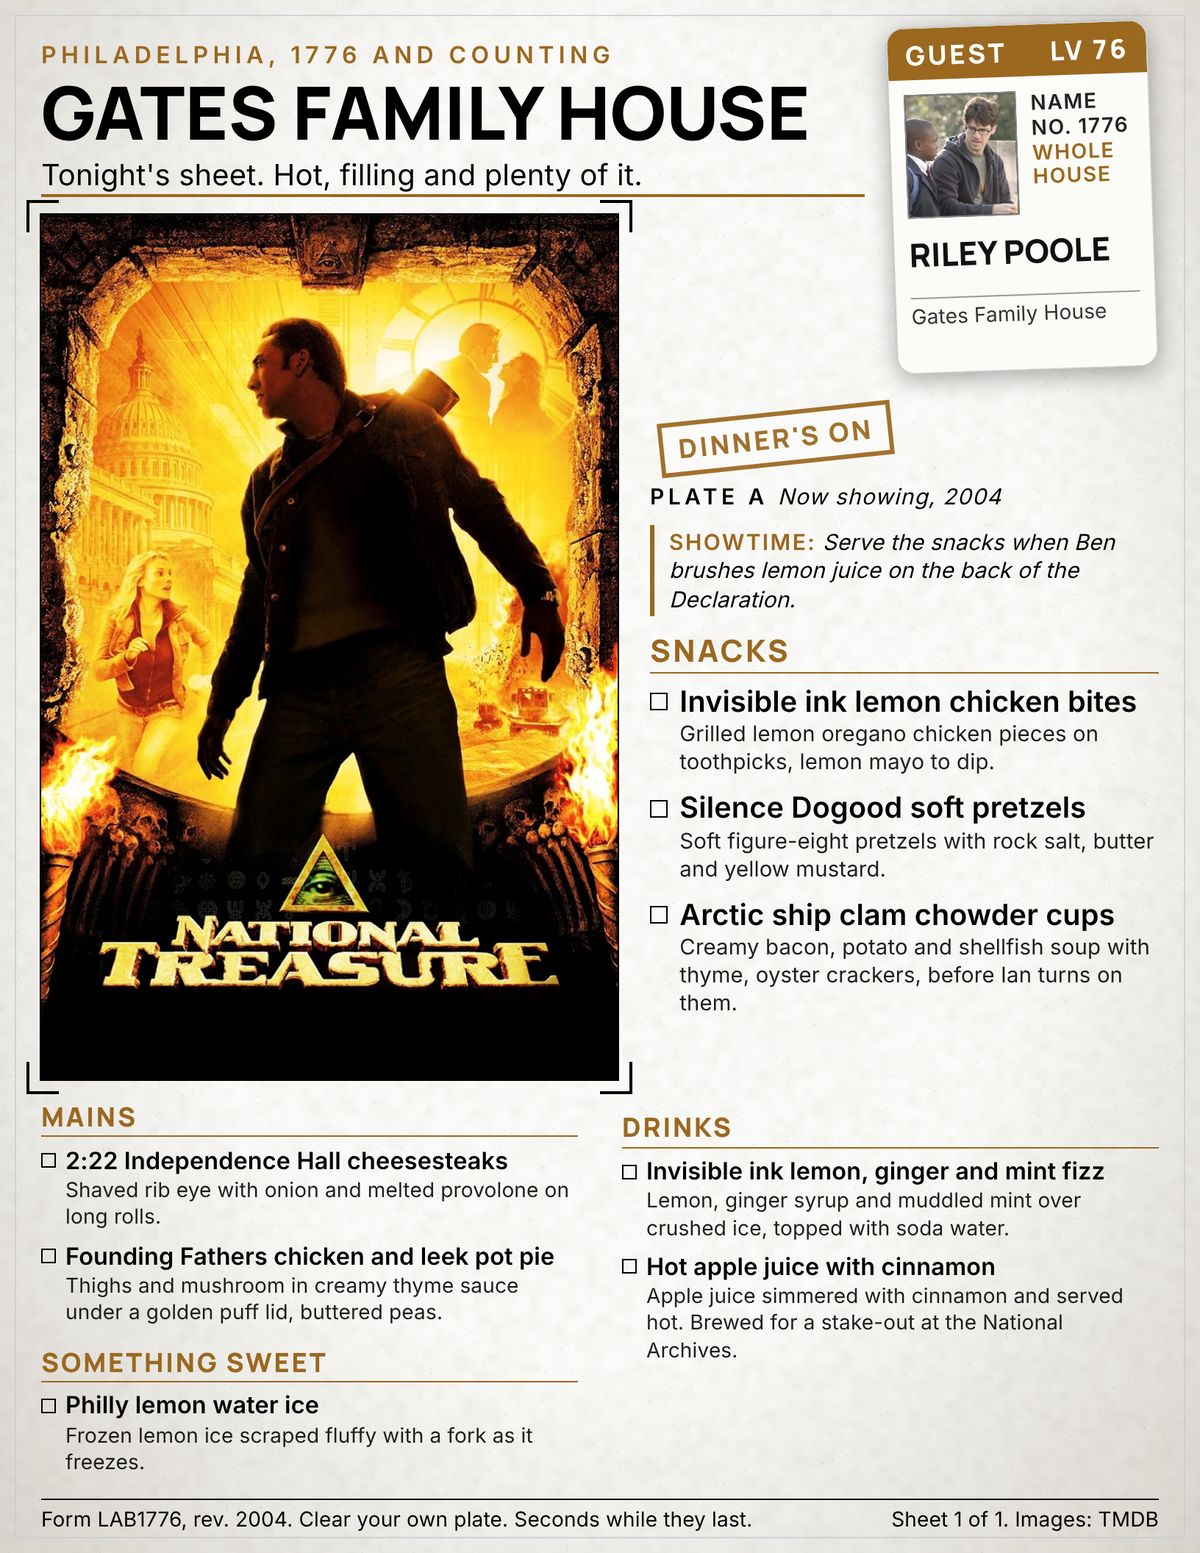 PHILADELPHIA, 1776 AND COUNTING
GATES FAMILY HOUSE
Tonight's sheet. Hot, filling and plenty of it.
GUEST LV 76
NAME
NO. 1776
WHOLE
HOUSE
RILEY POOLE
Gates Family House
NATIONAL
TREASURE
DINNER'S ON
PLATE A Now showing, 2004
SHOWTIME: Serve the snacks when Ben
brushes lemon juice on the back of the
Declaration.
SNACKS
Invisible ink lemon chicken bites
Grilled lemon oregano chicken pieces on
toothpicks, lemon mayo to dip.
Silence Dogood soft pretzels
Soft figure-eight pretzels with rock salt, butter
and yellow mustard.
Arctic ship clam chowder cups
Creamy bacon, potato and shellfish soup with
thyme, oyster crackers, before Ian turns on
them.
MAINS
2:22 Independence Hall cheesesteaks
Shaved rib eye with onion and melted provolone on
long rolls.
Founding Fathers chicken and leek pot pie
Thighs and mushroom in creamy thyme sauce
under a golden puff lid, buttered peas.
SOMETHING SWEET
Philly lemon water ice
Frozen lemon ice scraped fluffy with a fork as it
freezes.
DRINKS
Invisible ink lemon, ginger and mint fizz
Lemon, ginger syrup and muddled mint over
crushed ice, topped with soda water.
Hot apple juice with cinnamon
Apple juice simmered with cinnamon and served
hot. Brewed for a stake-out at the National
Archives.
Form LAB1776, rev. 2004. Clear your own plate. Seconds while they last.
Sheet 1 of 1. Images: TMDB